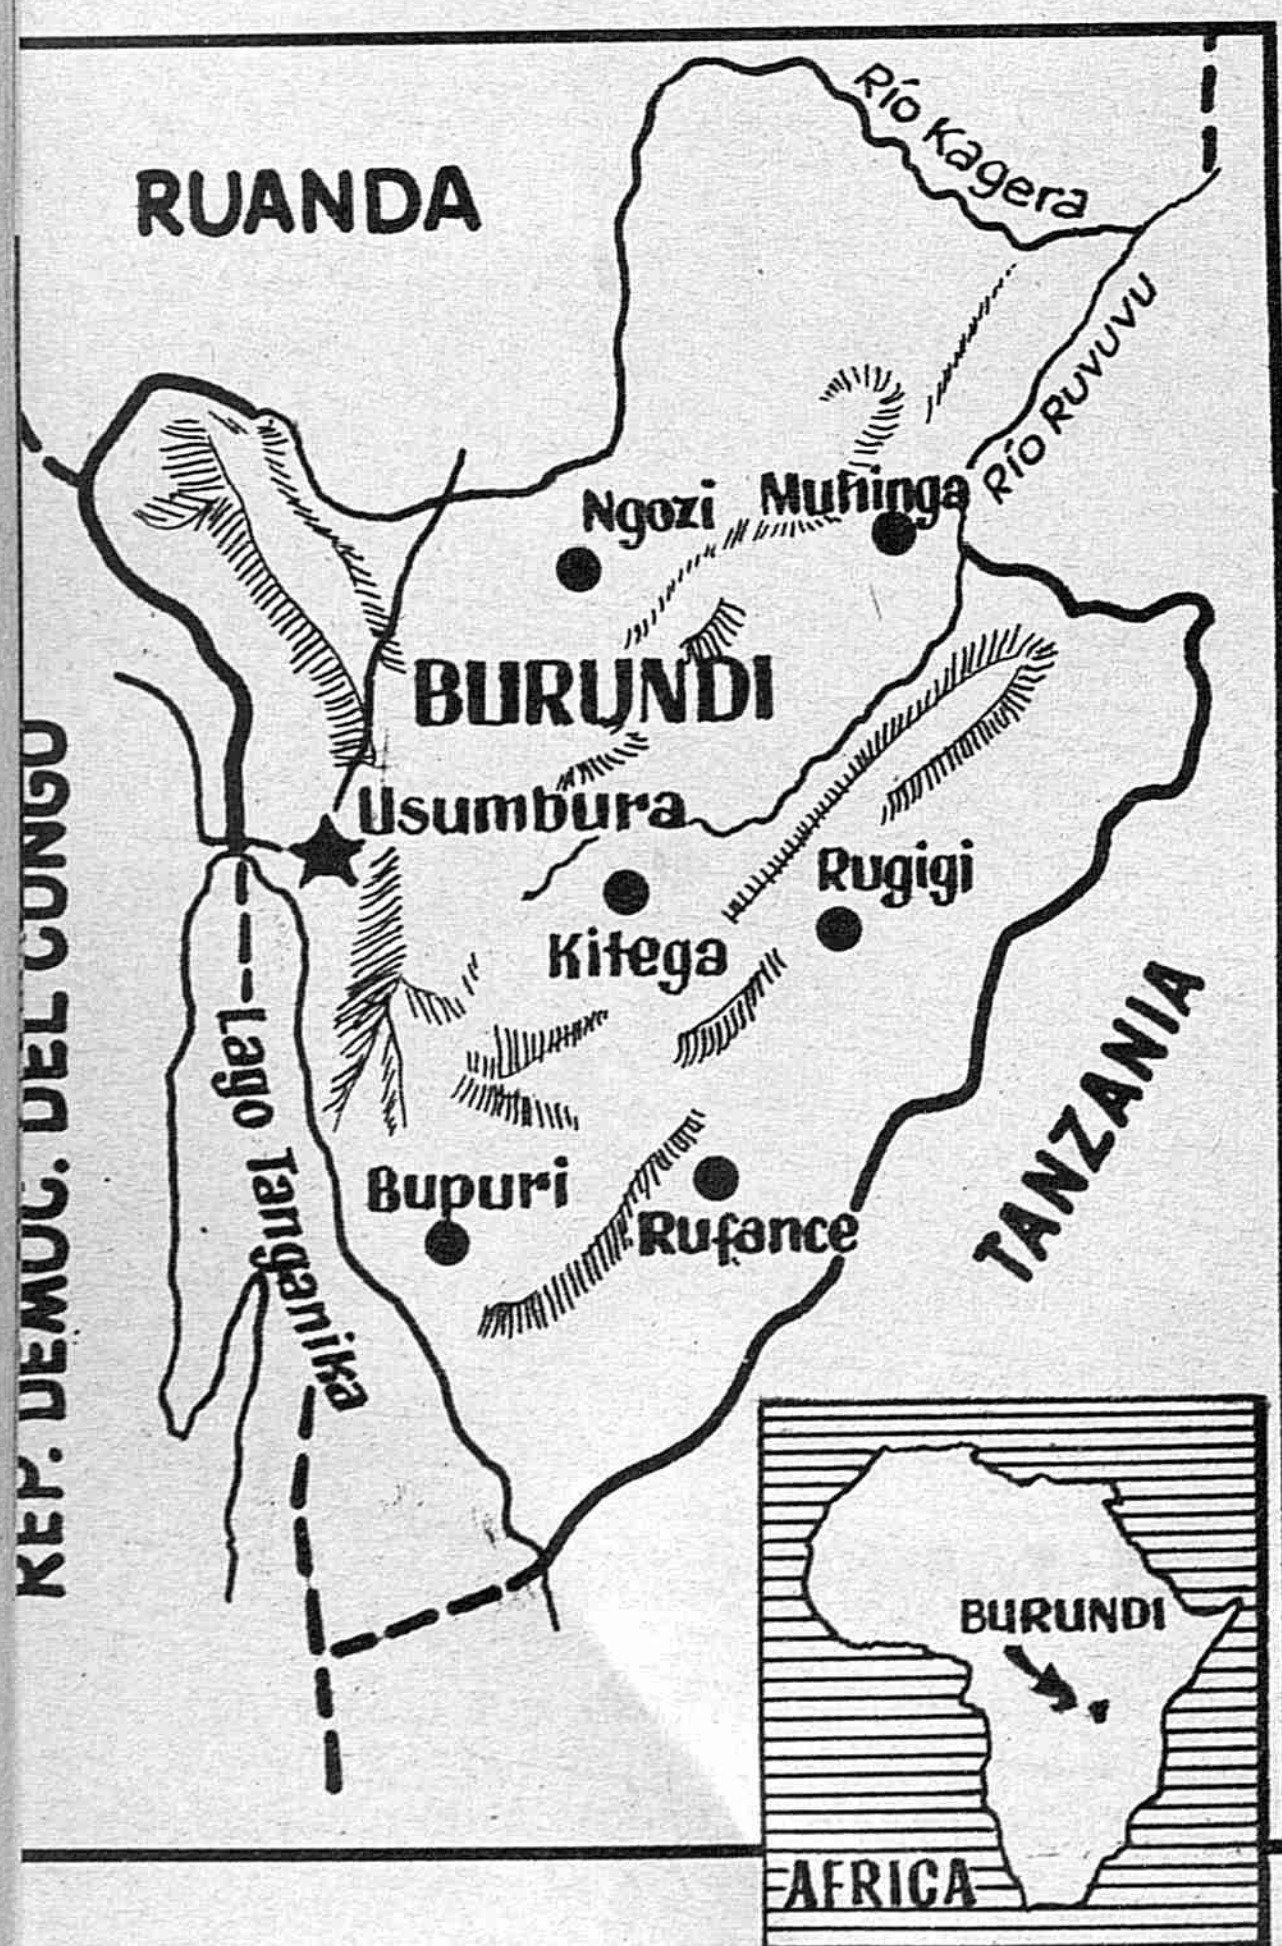 RUANDA
Río Kagera
Río Ruvuvu
Ngozi
Muhinga
BURUNDI
Usumbura
Rugigi
Kitega
REP. DEMOC. DEL CONGO
Lago Tanganika
TANZANIA
Bupuri
Rufance
BURUNDI
AFRICA